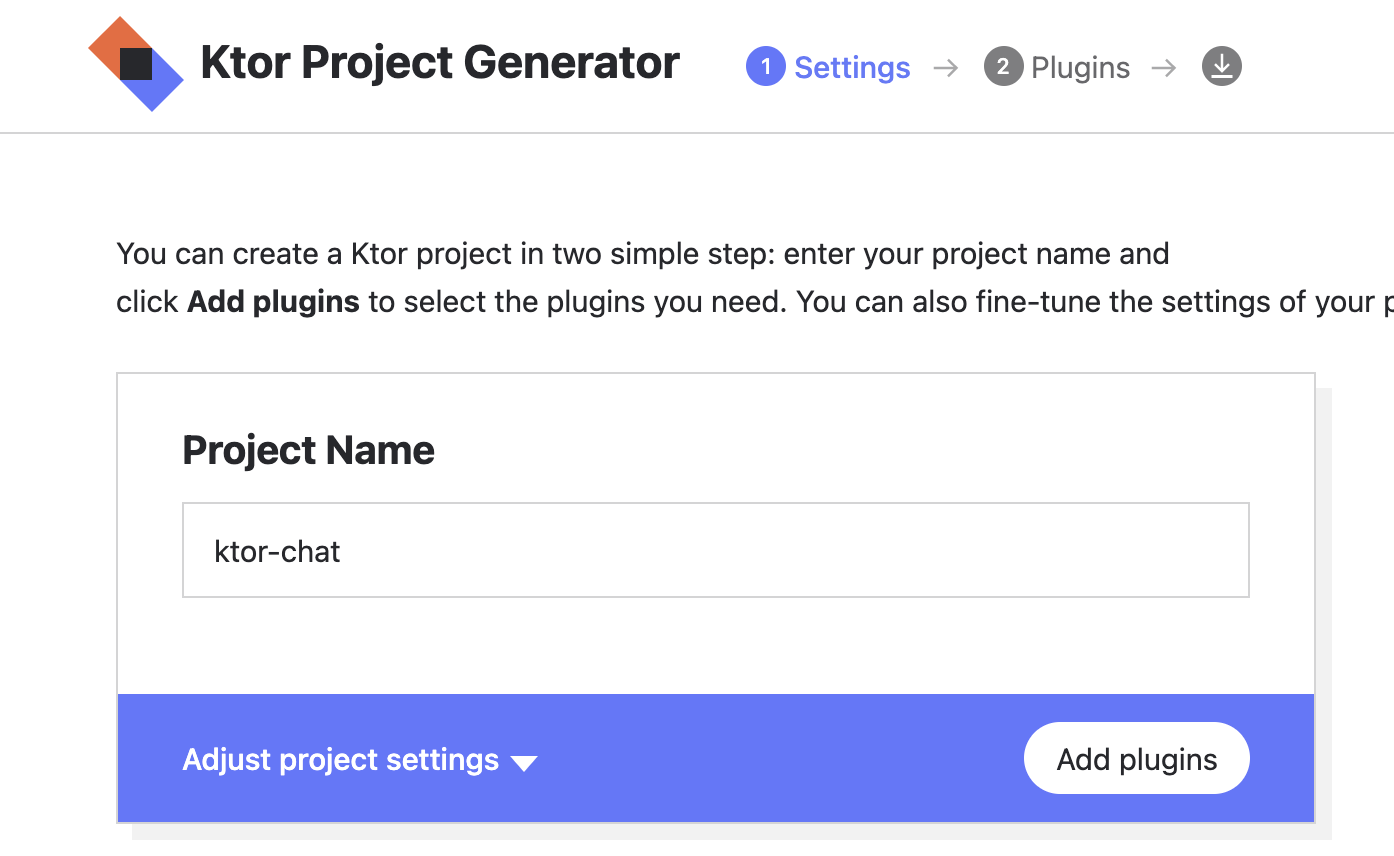 Ktor Project Generator
1 Settings → 2 Plugins →
You can create a Ktor project in two simple step: enter your project name and
click Add plugins to select the plugins you need. You can also fine-tune the settings of your
Project Name
ktor-chat
Adjust project settings
Add plugins